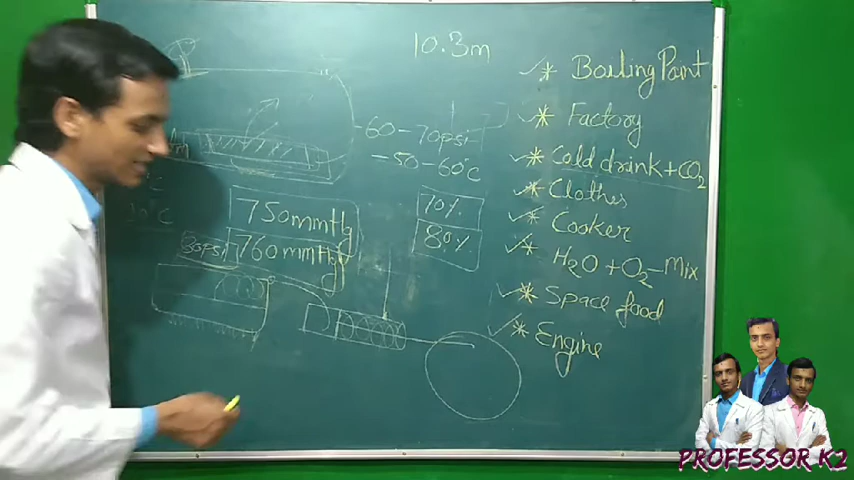 10.3m
Boiling Point
Factory
60-70psi
Cold drink + CO2
-50-60°C
Clothes
750mmHg
70%
Cooker
30psi
760mmHg
80%
H2O + O2 - Mix
Space food
Engine
PROFESSOR K2